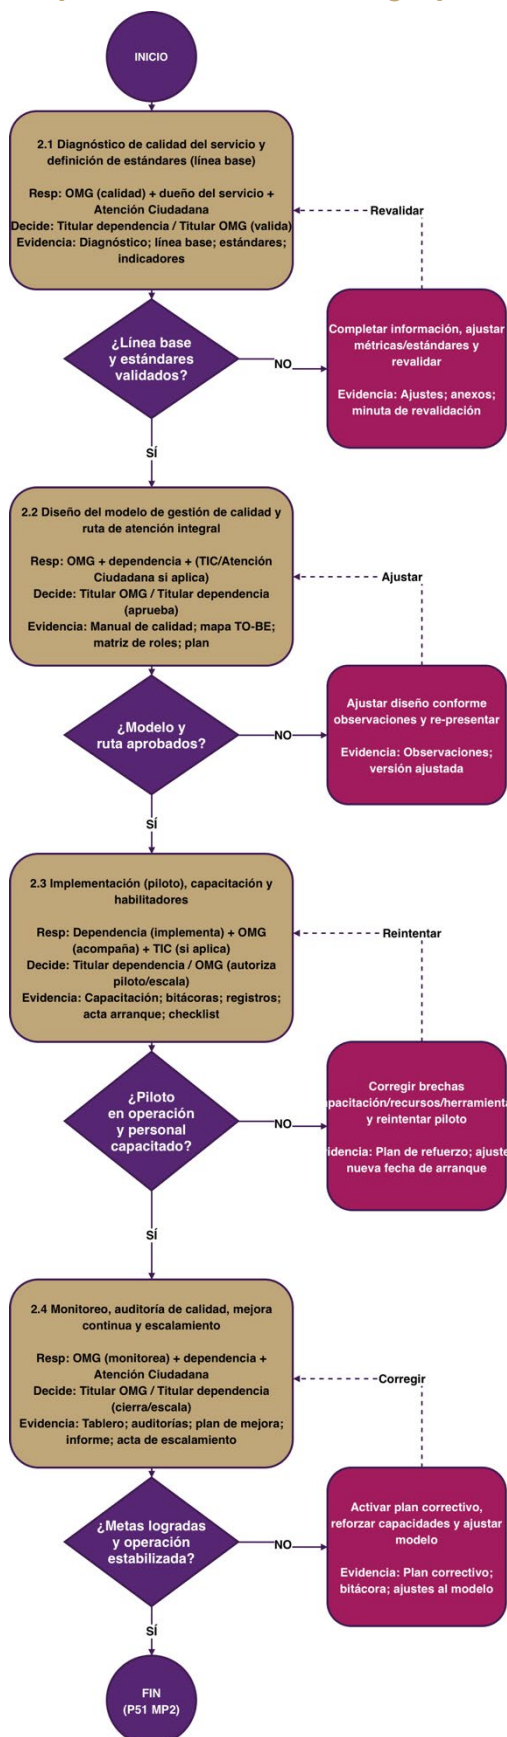 INICIO
2.1 Diagnóstico de calidad del servicio y
definición de estándares (línea base)
Resp: OMG (calidad) + dueño del servicio +
Atención Ciudadana
Decide: Titular dependencia / Titular OMG (valida)
Evidencia: Diagnóstico; línea base; estándares;
indicadores
Revalidar
¿Línea base
y estándares
validados?
NO
Completar información, ajustar
métricas/estándares y
revalidar
Evidencia: Ajustes; anexos;
minuta de revalidación
SÍ
2.2 Diseño del modelo de gestión de calidad y
ruta de atención integral
Resp: OMG + dependencia + (TIC/Atención
Ciudadana si aplica)
Decide: Titular OMG / Titular dependencia
(aprueba)
Evidencia: Manual de calidad; mapa TO-BE;
matriz de roles; plan
Ajustar
¿Modelo y
ruta aprobados?
NO
Ajustar diseño conforme
observaciones y re-presentar
Evidencia: Observaciones;
versión ajustada
SÍ
2.3 Implementación (piloto), capacitación y
habilitadores
Resp: Dependencia (implementa) + OMG
(acompaña) + TIC (si aplica)
Decide: Titular dependencia / OMG (autoriza
piloto/escala)
Evidencia: Capacitación; bitácoras; registros;
acta arranque; checklist
Reintentar
¿Piloto
en operación
y personal
capacitado?
NO
Corregir brechas
pacitación/recursos/herramienta
y reintentar piloto
idencia: Plan de refuerzo; ajuste
nueva fecha de arranque
SÍ
2.4 Monitoreo, auditoría de calidad, mejora
continua y escalamiento
Resp: OMG (monitorea) + dependencia +
Atención Ciudadana
Decide: Titular OMG / Titular dependencia
(cierra/escala)
Evidencia: Tablero; auditorías; plan de mejora;
informe; acta de escalamiento
Corregir
¿Metas logradas
y operación
estabilizada?
NO
Activar plan correctivo,
reforzar capacidades y ajustar
modelo
Evidencia: Plan correctivo;
bitácora; ajustes al modelo
SÍ
FIN
(P51 MP2)